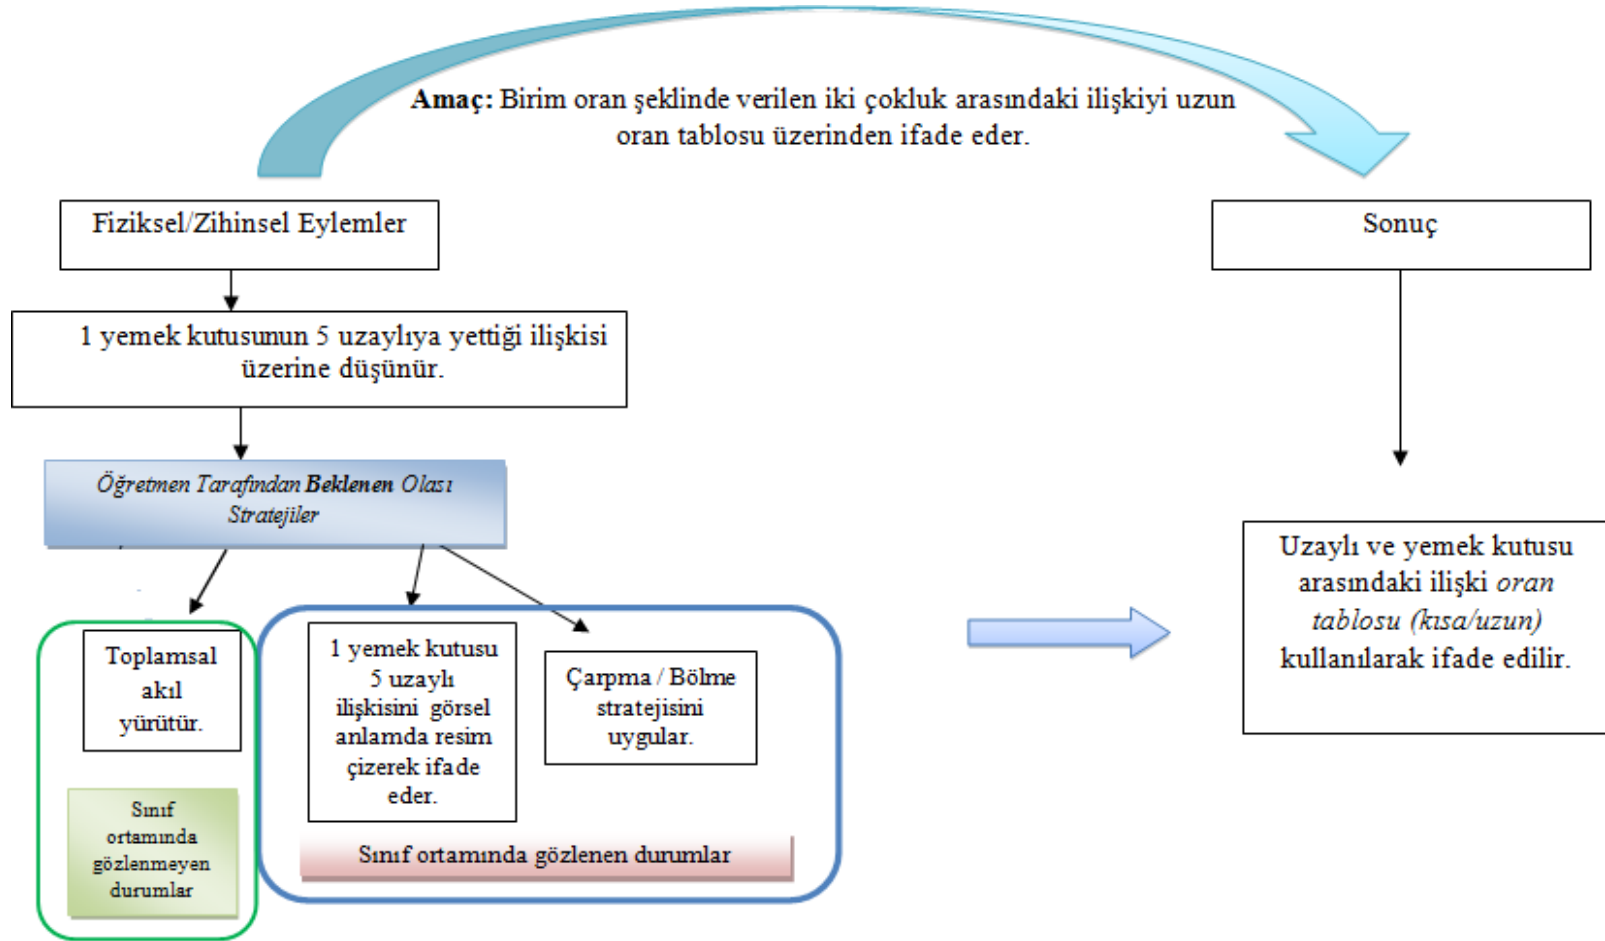 Amaç: Birim oran şeklinde verilen iki çokluk arasındaki ilişkiyi uzun
oran tablosu üzerinden ifade eder.
Fiziksel/Zihinsel Eylemler
Sonuç
1 yemek kutusunun 5 uzaylıya yettiği ilişkisi
üzerine düşünür.
Öğretmen Tarafından Beklenen Olası
Stratejiler
Toplamsal
akıl
yürütür.
1 yemek kutusu
5 uzaylı
ilişkisini görsel
anlamda resim
çizerek ifade
eder.
Çarpma / Bölme
stratejisini
uygular.
Uzaylı ve yemek kutusu
arasındaki ilişki oran
tablosu (kısa/uzun)
kullanılarak ifade edilir.
Sınıf
ortamında
gözlenmeyen
durumlar
Sınıf ortamında gözlenen durumlar